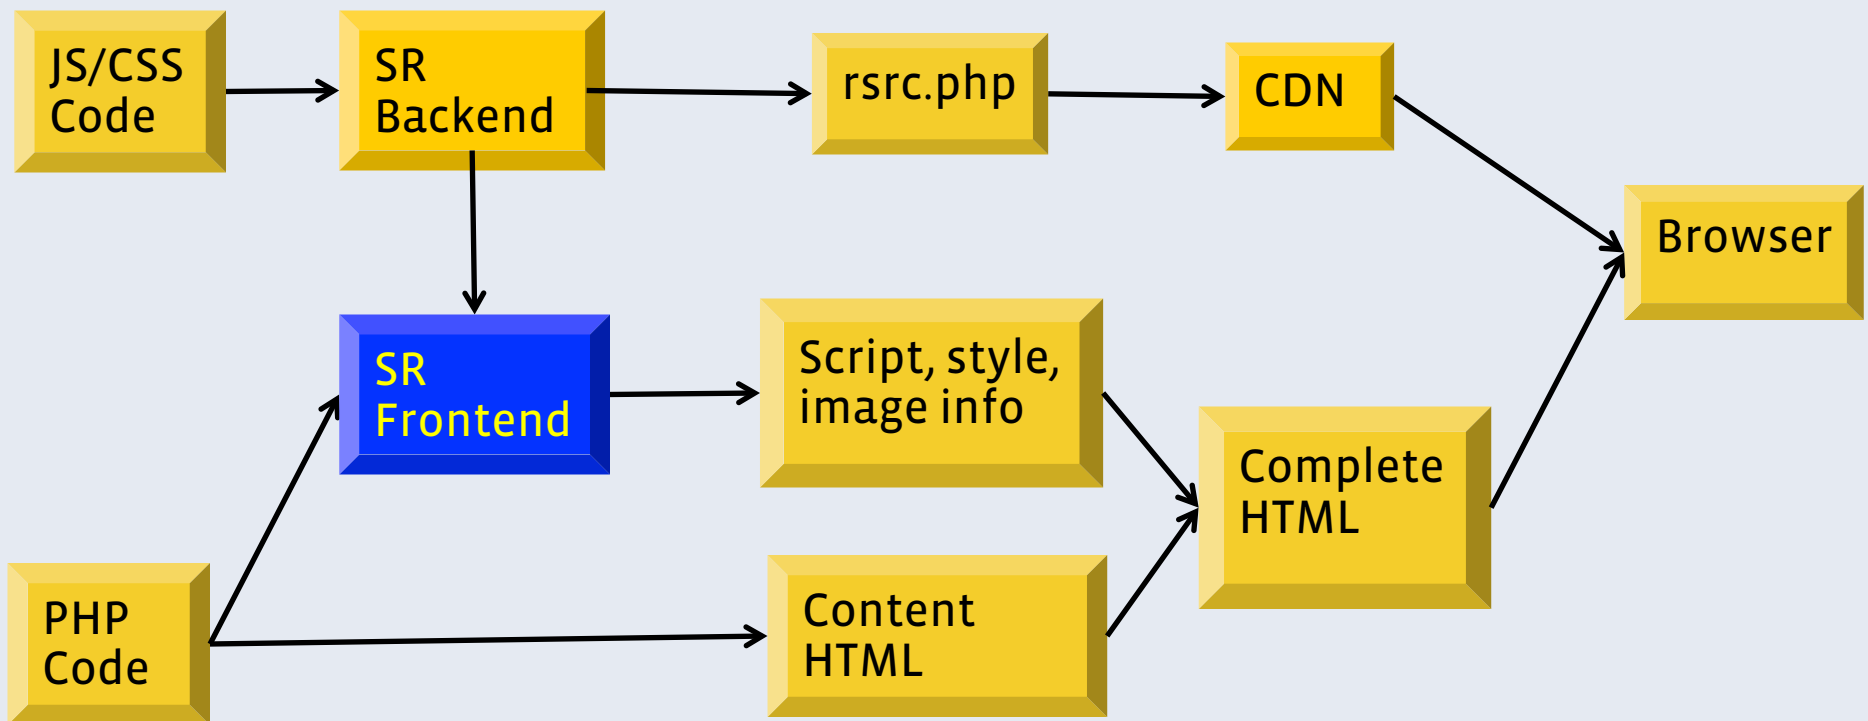 JS/CSS
Code
SR
Backend
rsrc.php
CDN
Browser
SR
Frontend
Script, style,
image info
Complete
HTML
PHP
Code
Content
HTML